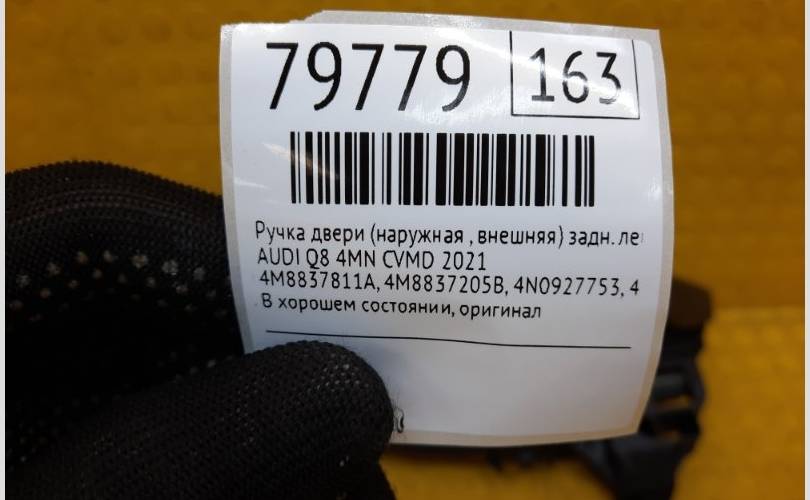 79779 163
Ручка двери (наружная , внешняя) задн. ле
AUDI Q8 4MN CVMD 2021
4M8837811A, 4M8837205B, 4N0927753, 4
В хорошем состоянии, оригинал